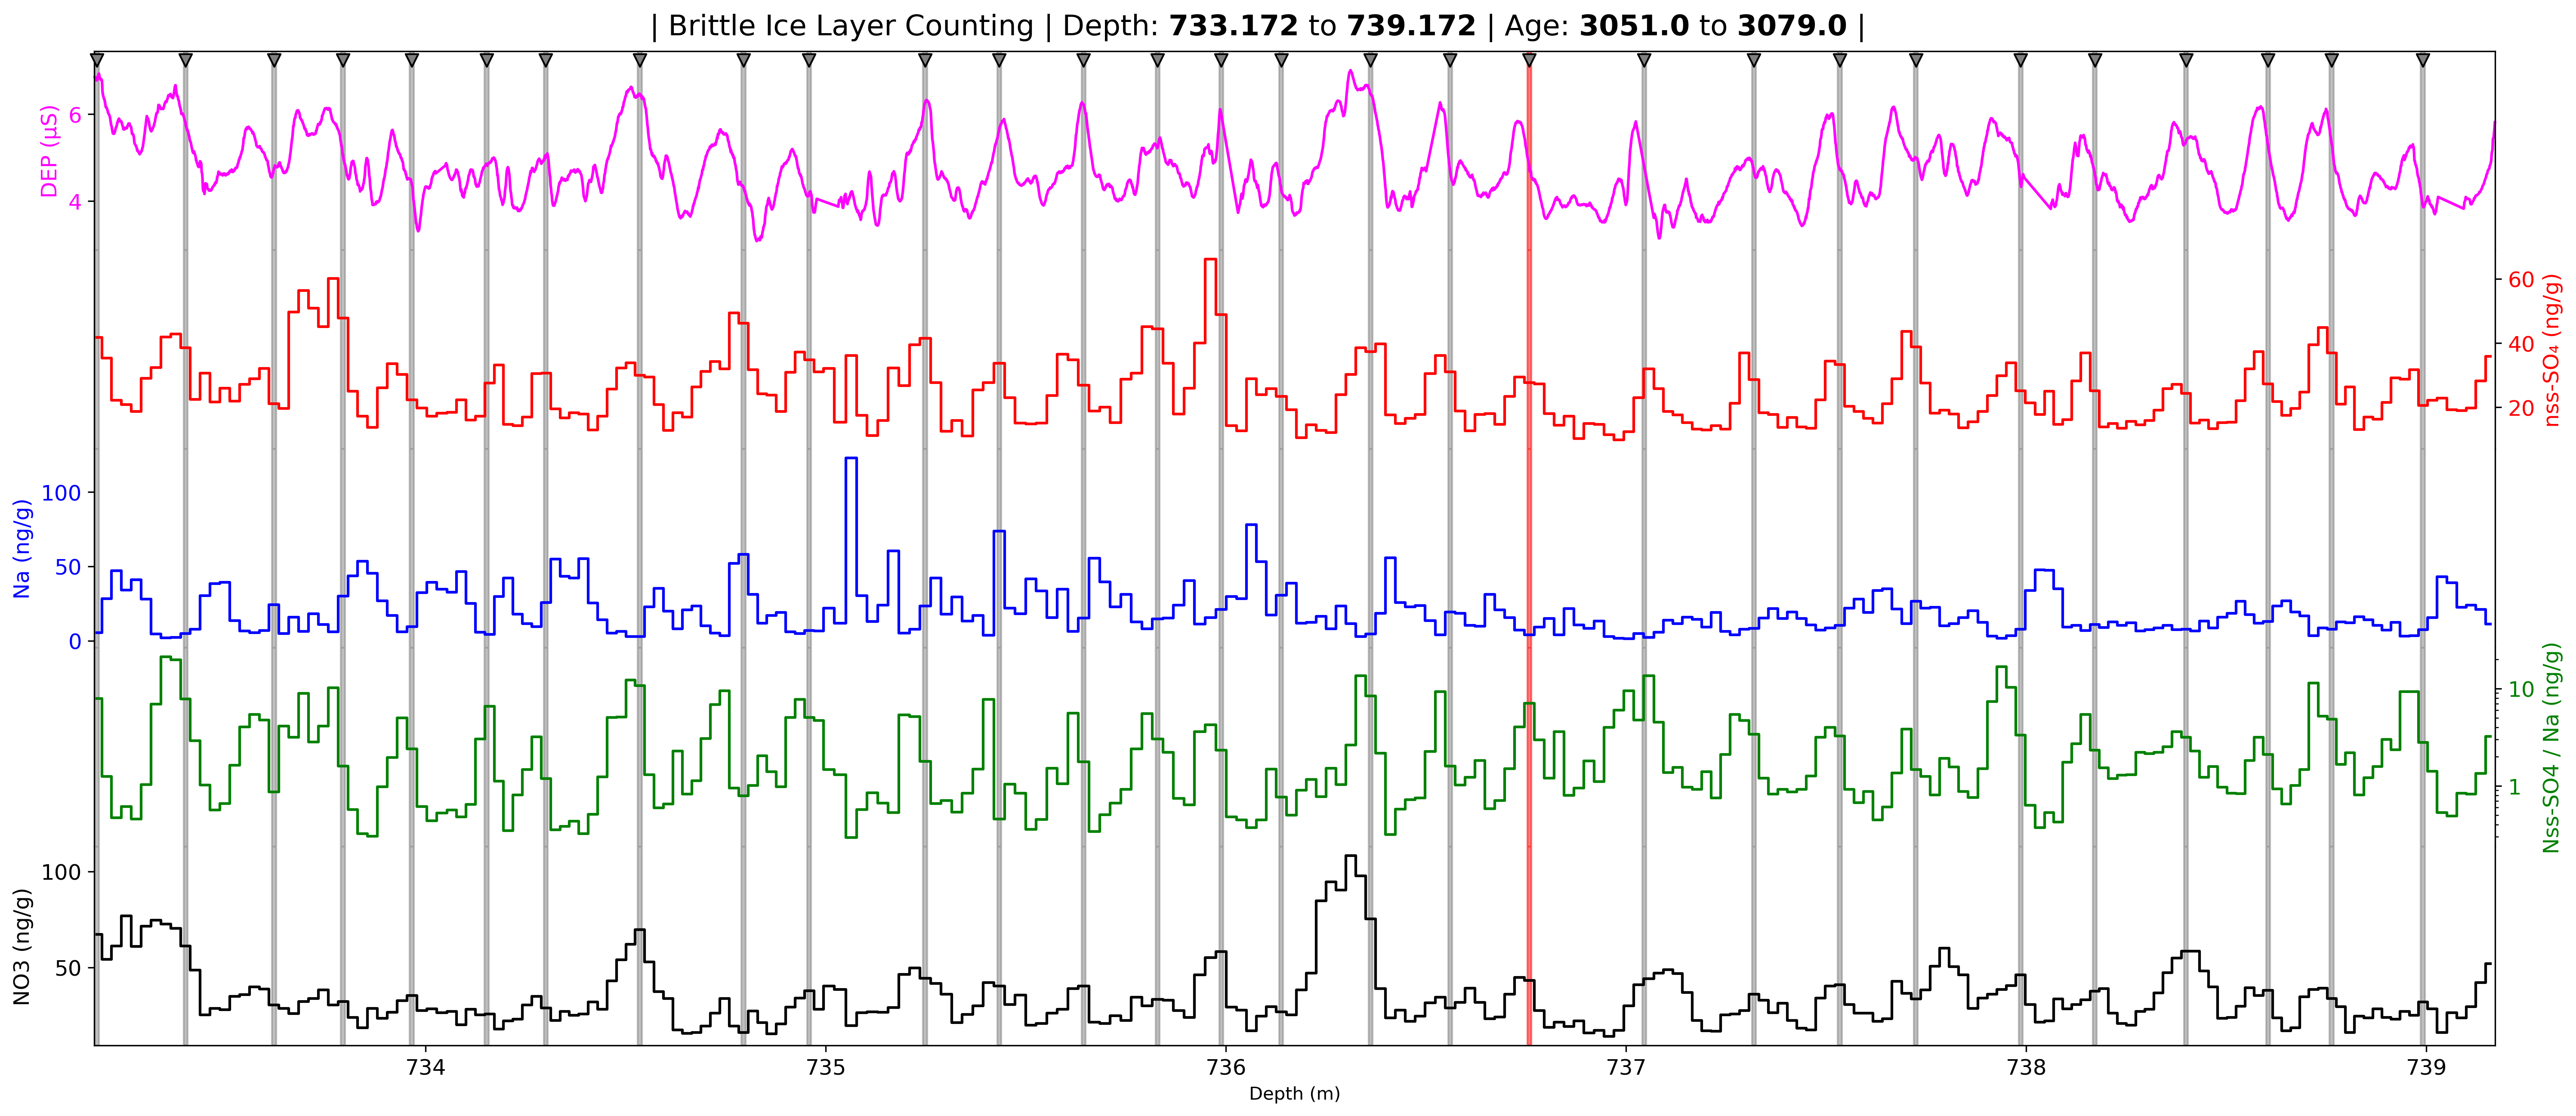 | Brittle Ice Layer Counting | Depth: 733.172 to 739.172 | Age: 3051.0 to 3079.0 |
DEP (μS)
6
4
60
40
20
nss-SO₄ (ng/g)
Na (ng/g)
100
50
0
10
1
Nss-SO4 / Na (ng/g)
NO3 (ng/g)
100
50
734
735
736
737
738
739
Depth (m)